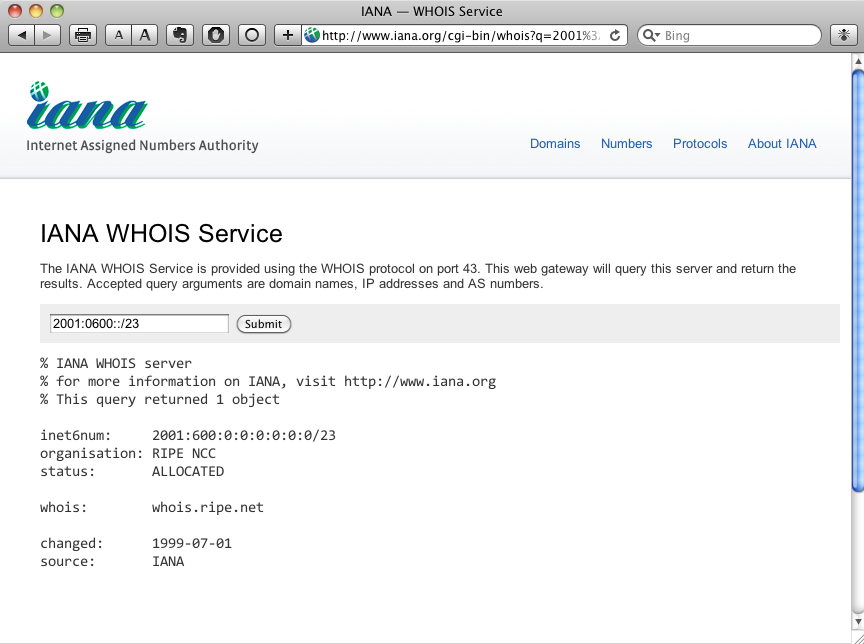 IANA — WHOIS Service
A A
http://www.iana.org/cgi-bin/whois?q=2001%3
Bing
iana
Internet Assigned Numbers Authority
Domains Numbers Protocols About IANA
IANA WHOIS Service
The IANA WHOIS Service is provided using the WHOIS protocol on port 43. This web gateway will query this server and return the
results. Accepted query arguments are domain names, IP addresses and AS numbers.
2001:0600::/23 Submit
% IANA WHOIS server
% for more information on IANA, visit http://www.iana.org
% This query returned 1 object
inet6num: 2001:600:0:0:0:0:0:0/23
organisation: RIPE NCC
status: ALLOCATED
whois: whois.ripe.net
changed: 1999-07-01
source: IANA